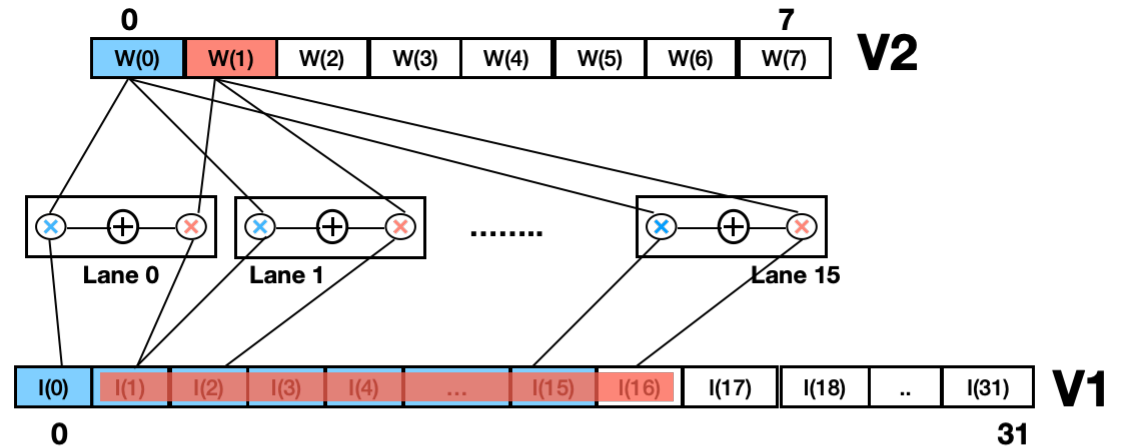 0 7
W(0) W(1) W(2) W(3) W(4) W(5) W(6) W(7) V2
× + × × + × ........ × + ×
Lane 0 Lane 1 Lane 15
I(0) I(1) I(2) I(3) I(4) ... I(15) I(16) I(17) I(18) .. I(31) V1
0 31